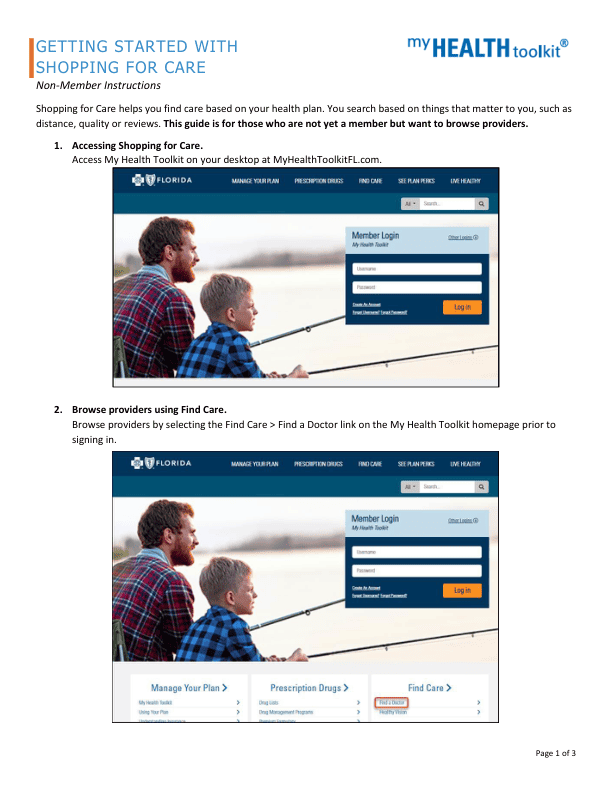 GETTING STARTED WITH
SHOPPING FOR CARE
my HEALTH toolkit®
Non-Member Instructions
Shopping for Care helps you find care based on your health plan. You search based on things that matter to you, such as
distance, quality or reviews. This guide is for those who are not yet a member but want to browse providers.
1. Accessing Shopping for Care.
Access My Health Toolkit on your desktop at MyHealthToolkitFL.com.
FLORIDA
MANAGE YOUR PLAN PRESCRIPTION DRUGS FIND CARE SEE PLAN PERKS LIVE HEALTHY
All Search...
Member Login Other Logins
My Health Toolkit
Username
Password
Create An Account
Forgot Username? Forgot Password?
Log in
2. Browse providers using Find Care.
Browse providers by selecting the Find Care > Find a Doctor link on the My Health Toolkit homepage prior to
signing in.
FLORIDA
MANAGE YOUR PLAN PRESCRIPTION DRUGS FIND CARE SEE PLAN PERKS LIVE HEALTHY
All Search...
Member Login Other Logins
My Health Toolkit
Username
Password
Create An Account
Forgot Username? Forgot Password?
Log in
Manage Your Plan > Prescription Drugs > Find Care >
My Health Toolkit > Drug Lists > Find a Doctor >
Using Your Plan > Drug Management Programs > Healthy Vision >
Page 1 of 3